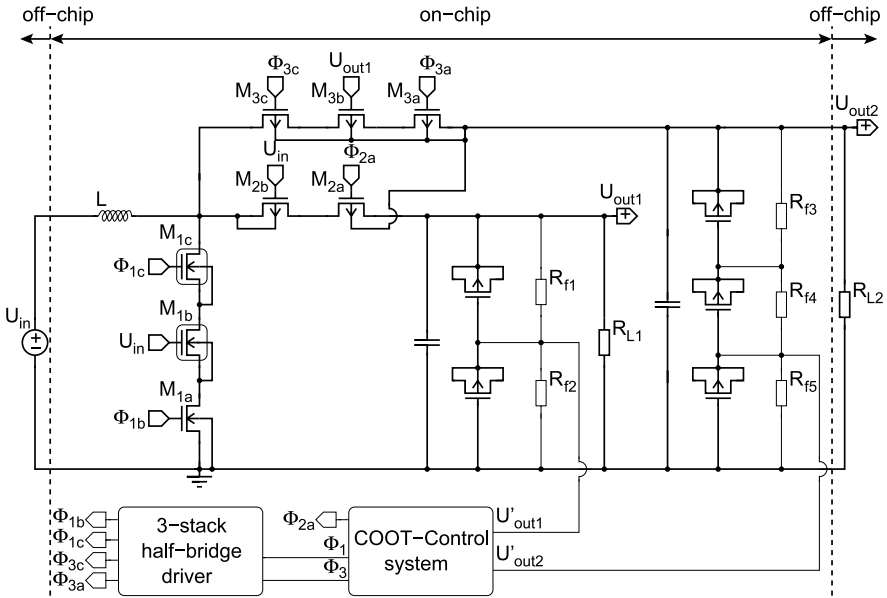 off−chip on−chip off−chip
Φ3c Uout1 Φ3a
M3c M3b M3a
Uout2
Uin Φ2a
M2b M2a
L
Uout1
M1c
Φ1c
Rf3
Rf1
Rf4
RL2
Uin
M1b
Uin
RL1
M1a
Rf2
Rf5
Φ1b
Φ1b
Φ1c
Φ3c
Φ3a
3−stack
half−bridge
driver
Φ2a
Φ1
Φ3
COOT−Control
system
U'out1
U'out2